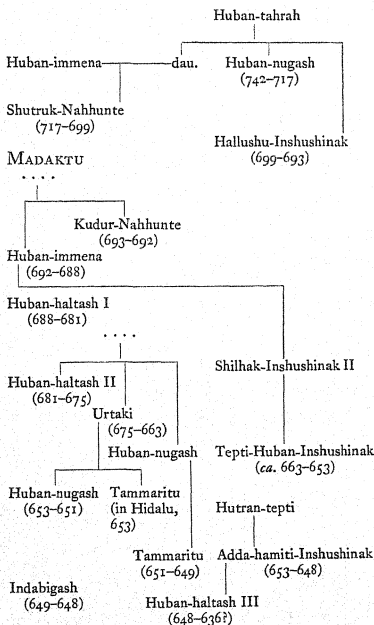 Huban-tahrah
Huban-immena dau. Huban-nugash
(742–717)
Shutruk-Nahhunte
(717–699)
Hallushu-Inshushinak
(699–693)
MADAKTU
. . . .
Kudur-Nahhunte
(693–692)
Huban-immena
(692–688)
Huban-haltash I
(688–681)
. . . .
Shilhak-Inshushinak II
Huban-haltash II
(681–675)
Urtaki
(675–663)
Huban-nugash
Tepti-Huban-Inshushinak
(ca. 663–653)
Huban-nugash
(653–651)
Tammaritu
(in Hidalu,
653)
Hutran-tepti
Tammaritu
(651–649)
Adda-hamiti-Inshushinak
(653–648)
Indabigash
(649–648)
Huban-haltash III
(648–636?)